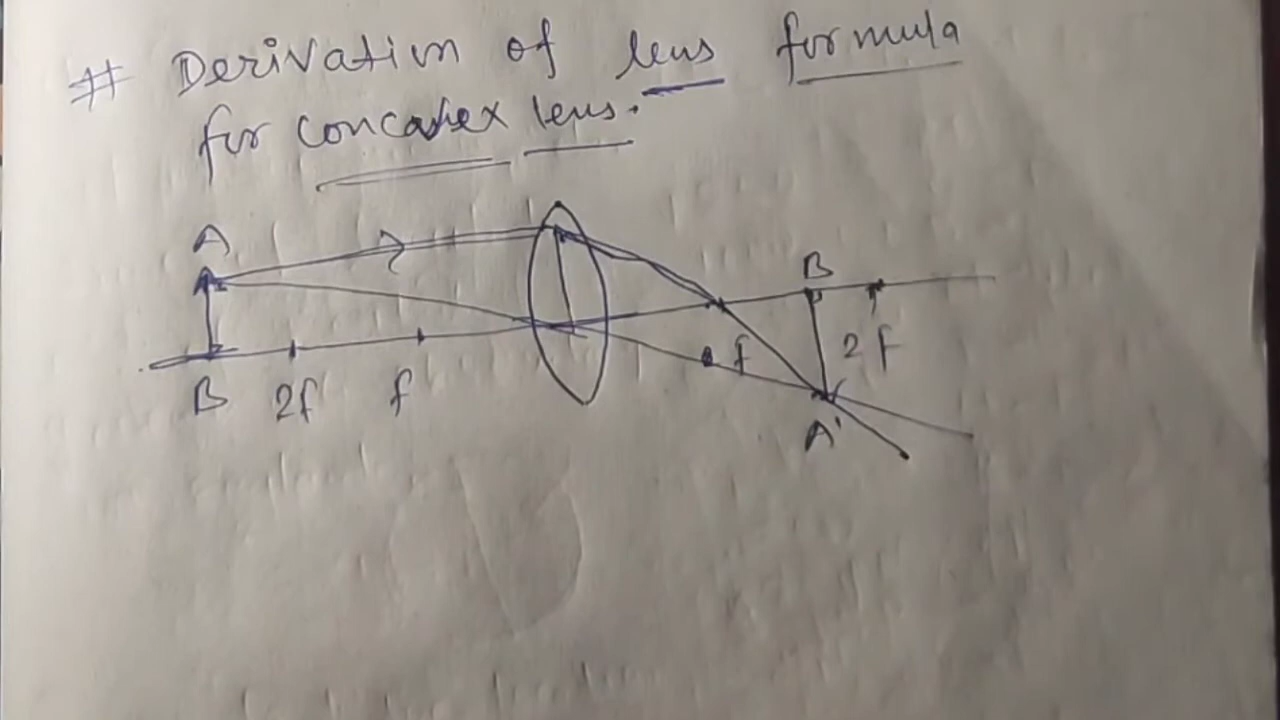 # Derivation of lens formula
for concavex lens.
A
B
B 2f f
f 2f
A'